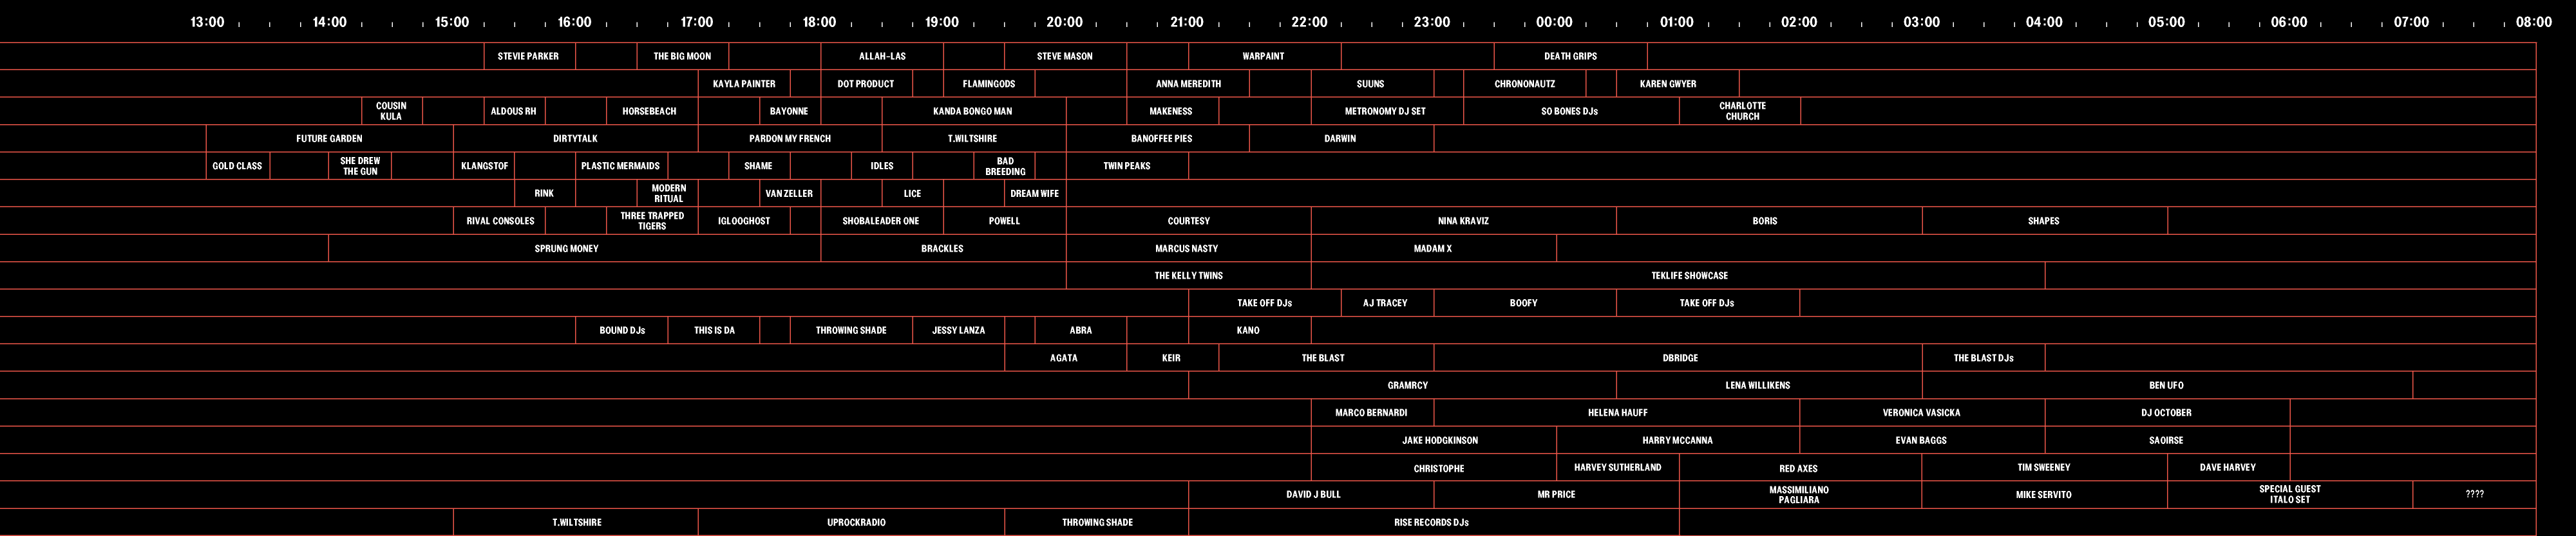 13:00 14:00 15:00 16:00 17:00 18:00 19:00 20:00 21:00 22:00 23:00 00:00 01:00 02:00 03:00 04:00 05:00 06:00 07:00 08:00
STEVIE PARKER THE BIG MOON ALLAH-LAS STEVE MASON WARPAINT DEATH GRIPS
KAYLA PAINTER DOT PRODUCT FLAMINGODS ANNA MEREDITH SUUNS CHRONONAUTZ KAREN GWYER
COUSIN
KULA
ALDOUS RH HORSEBEACH BAYONNE KANDA BONGO MAN MAKENESS METRONOMY DJ SET SO BONES DJs
CHARLOTTE
CHURCH
FUTURE GARDEN DIRTYTALK PARDON MY FRENCH T.WILTSHIRE BANOFFEE PIES DARWIN
GOLD CLASS
SHE DREW
THE GUN
KLANGSTOF PLASTIC MERMAIDS SHAME IDLES
BAD
BREEDING
TWIN PEAKS
RINK
MODERN
RITUAL
VAN ZELLER LICE DREAM WIFE
RIVAL CONSOLES
THREE TRAPPED
TIGERS
IGLOOGHOST SHOBALEADER ONE POWELL COURTESY NINA KRAVIZ BORIS SHAPES
SPRUNG MONEY BRACKLES MARCUS NASTY MADAM X
THE KELLY TWINS TEKLIFE SHOWCASE
TAKE OFF DJs AJ TRACEY BOOFY TAKE OFF DJs
BOUND DJs THIS IS DA THROWING SHADE JESSY LANZA ABRA KANO
AGATA KEIR THE BLAST DBRIDGE THE BLAST DJs
GRAMRCY LENA WILLIKENS BEN UFO
MARCO BERNARDI HELENA HAUFF VERONICA VASICKA DJ OCTOBER
JAKE HODGKINSON HARRY MCCANNA EVAN BAGGS SAOIRSE
CHRISTOPHE HARVEY SUTHERLAND RED AXES TIM SWEENEY DAVE HARVEY
DAVID J BULL MR PRICE
MASSIMILIANO
PAGLIARA
MIKE SERVITO
SPECIAL GUEST
ITALO SET
????
T.WILTSHIRE UPROCKRADIO THROWING SHADE RISE RECORDS DJs